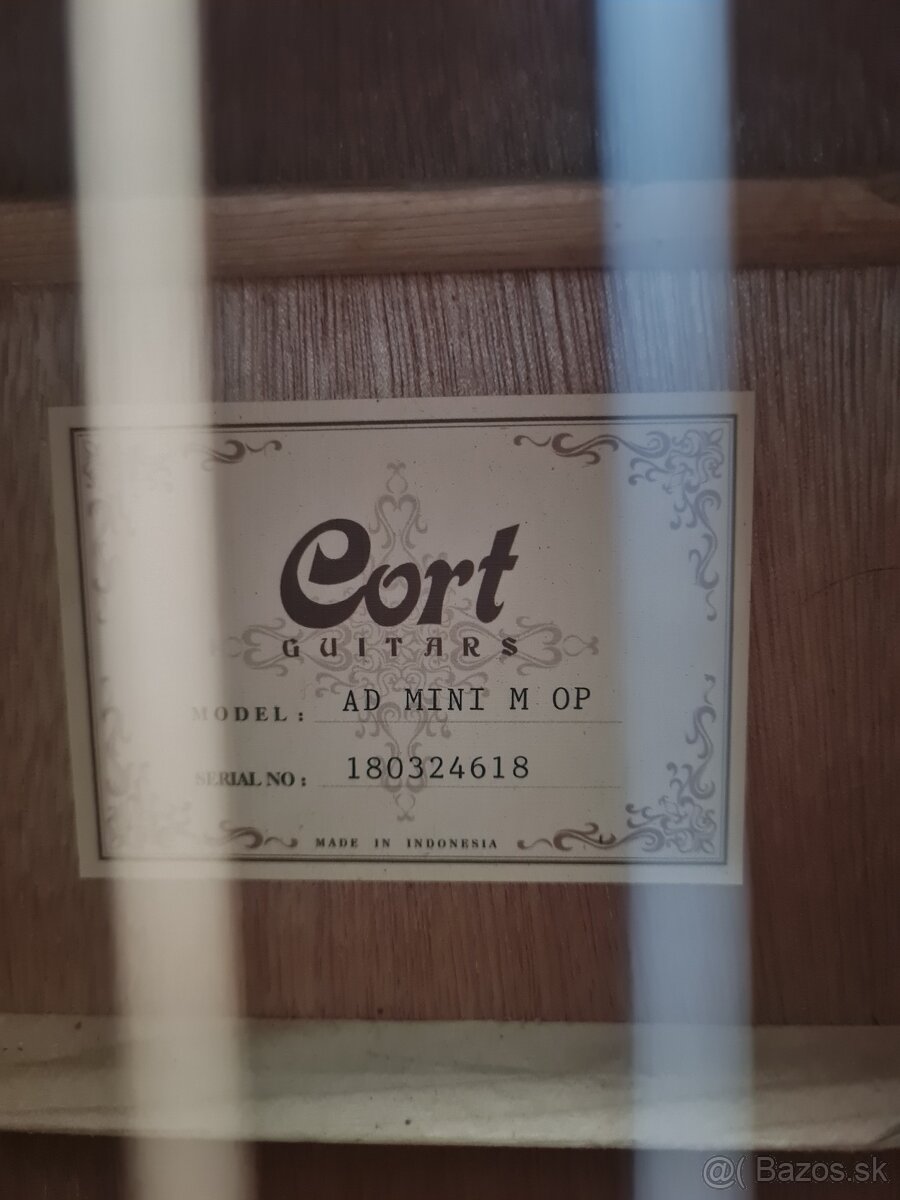 Cort
GUITARS
MODEL: AD MINI M OP
SERIAL NO: 180324618
MADE IN INDONESIA
@( Bazos.sk